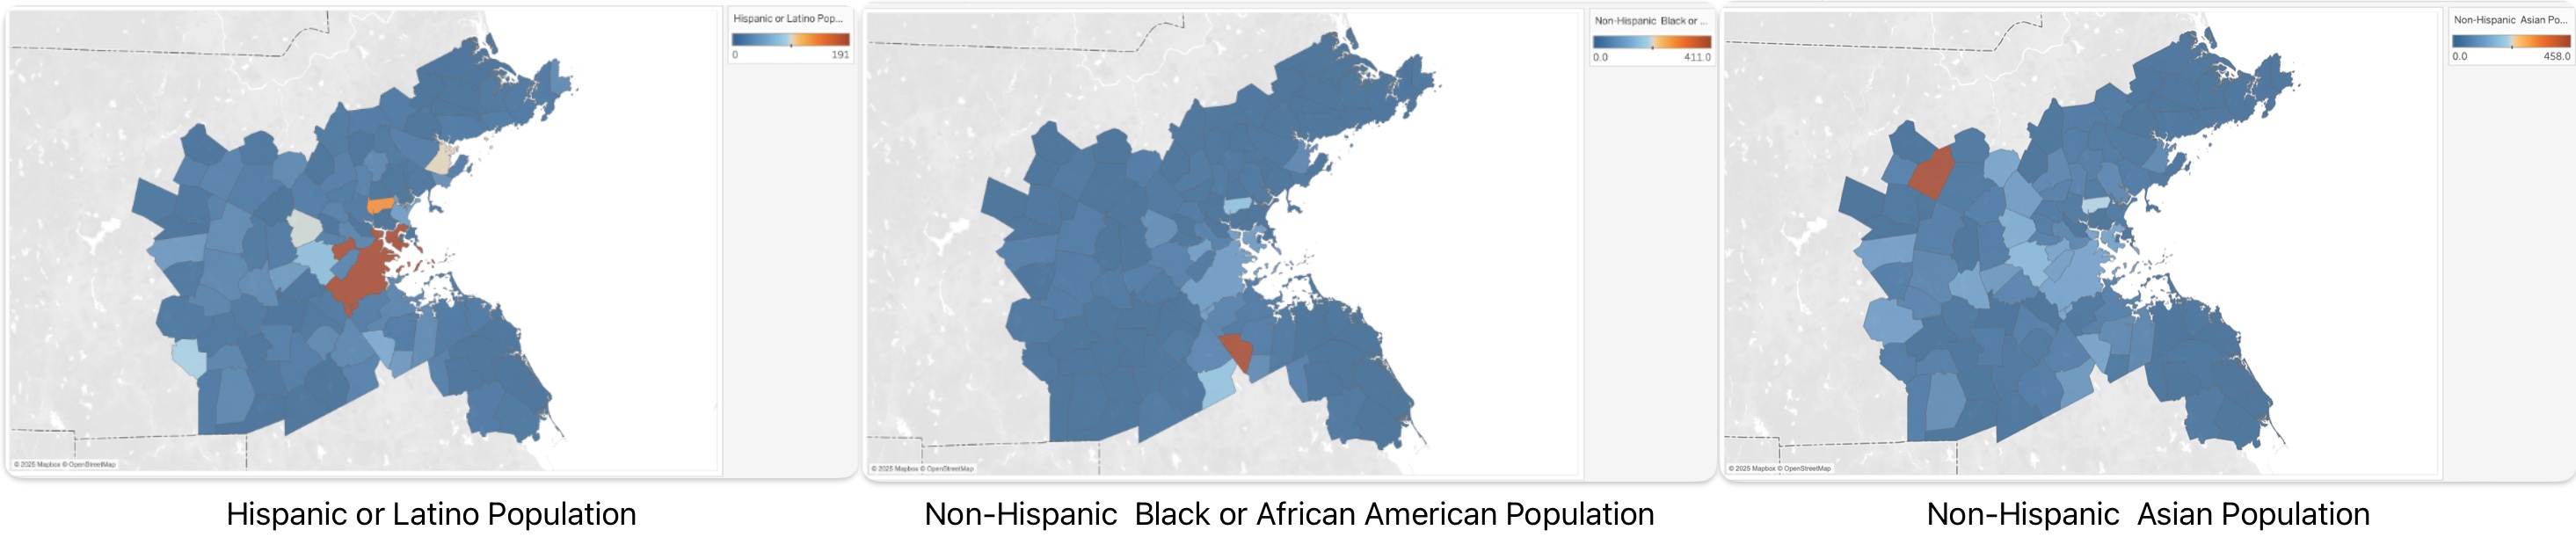 Hispanic or Latino Pop...
0 191
© 2025 Mapbox © OpenStreetMap
Hispanic or Latino Population
Non-Hispanic Black or ...
0.0 411.0
© 2025 Mapbox © OpenStreetMap
Non-Hispanic Black or African American Population
Non-Hispanic Asian Po...
0.0 458.0
© 2025 Mapbox © OpenStreetMap
Non-Hispanic Asian Population